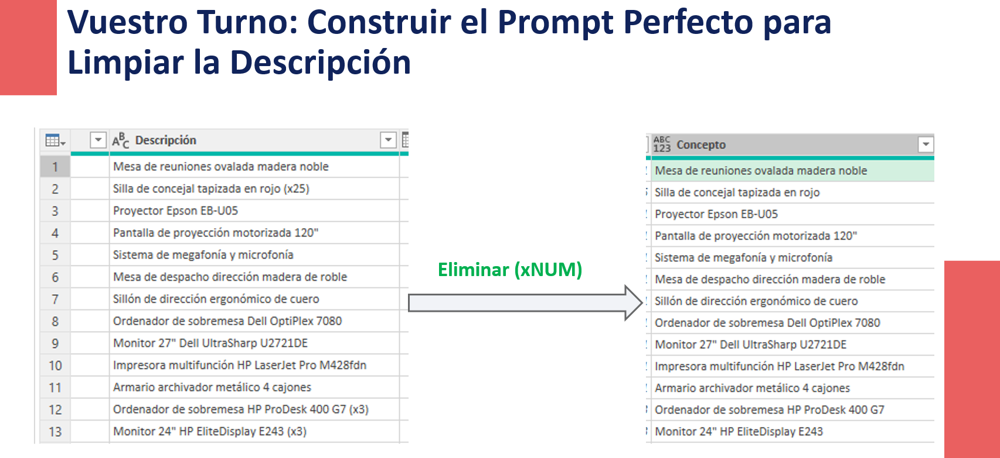 Vuestro Turno: Construir el Prompt Perfecto para
Limpiar la Descripción
ABC Descripción
1 Mesa de reuniones ovalada madera noble
2 Silla de concejal tapizada en rojo (x25)
3 Proyector Epson EB-U05
4 Pantalla de proyección motorizada 120"
5 Sistema de megafonía y microfonía
6 Mesa de despacho dirección madera de roble
7 Sillón de dirección ergonómico de cuero
8 Ordenador de sobremesa Dell OptiPlex 7080
9 Monitor 27" Dell UltraSharp U2721DE
10 Impresora multifunción HP LaserJet Pro M428fdn
11 Armario archivador metálico 4 cajones
12 Ordenador de sobremesa HP ProDesk 400 G7 (x3)
13 Monitor 24" HP EliteDisplay E243 (x3)
Eliminar (xNUM)
ABC 123 Concepto
Mesa de reuniones ovalada madera noble
Silla de concejal tapizada en rojo
Proyector Epson EB-U05
Pantalla de proyección motorizada 120"
Sistema de megafonía y microfonía
Mesa de despacho dirección madera de roble
Sillón de dirección ergonómico de cuero
Ordenador de sobremesa Dell OptiPlex 7080
Monitor 27" Dell UltraSharp U2721DE
Impresora multifunción HP LaserJet Pro M428fdn
Armario archivador metálico 4 cajones
Ordenador de sobremesa HP ProDesk 400 G7
Monitor 24" HP EliteDisplay E243